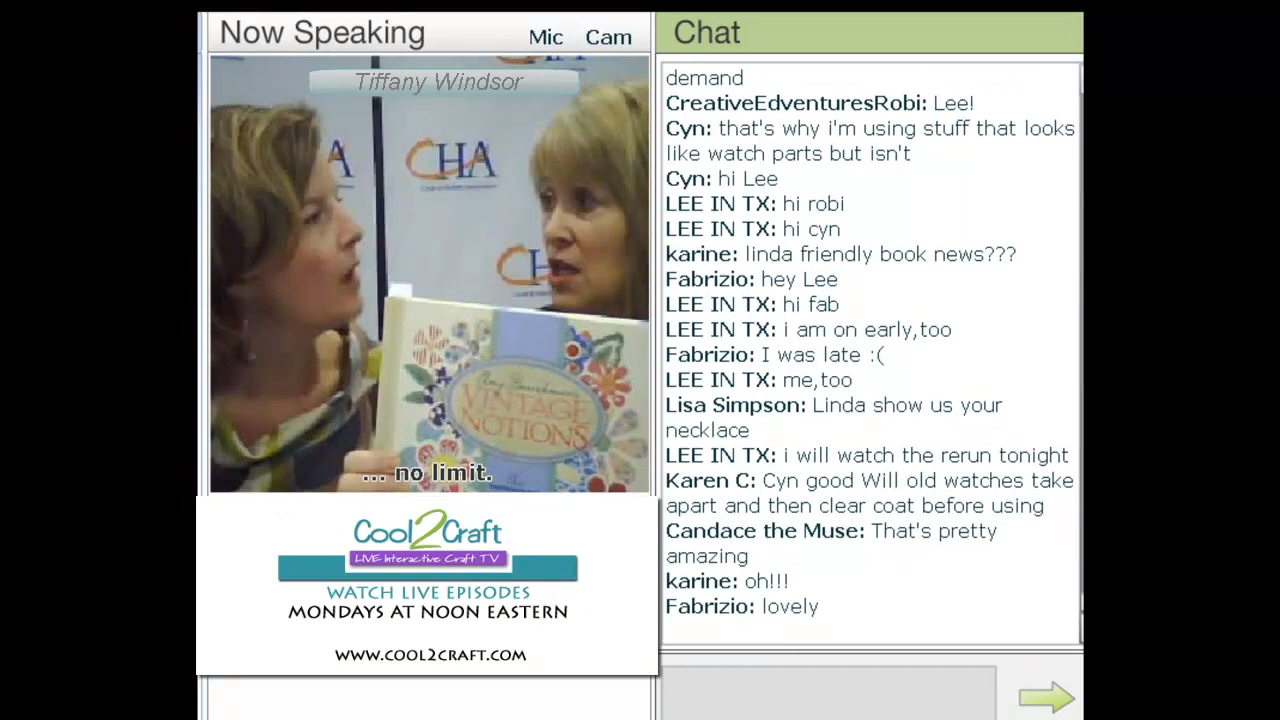 Now Speaking
Mic Cam
Tiffany Windsor
CHA
CHA
VINTAGE
NOTIONS
... no limit.
Cool2Craft
LIVE Interactive Craft TV
WATCH LIVE EPISODES
MONDAYS AT NOON EASTERN
WWW.COOL2CRAFT.COM
Chat
demand
CreativeEdventuresRobi: Lee!
Cyn: that's why i'm using stuff that looks
like watch parts but isn't
Cyn: hi Lee
LEE IN TX: hi robi
LEE IN TX: hi cyn
karine: linda friendly book news???
Fabrizio: hey Lee
LEE IN TX: hi fab
LEE IN TX: i am on early,too
Fabrizio: I was late :(
LEE IN TX: me,too
Lisa Simpson: Linda show us your
necklace
LEE IN TX: i will watch the rerun tonight
Karen C: Cyn good Will old watches take
apart and then clear coat before using
Candace the Muse: That's pretty
amazing
karine: oh!!!
Fabrizio: lovely